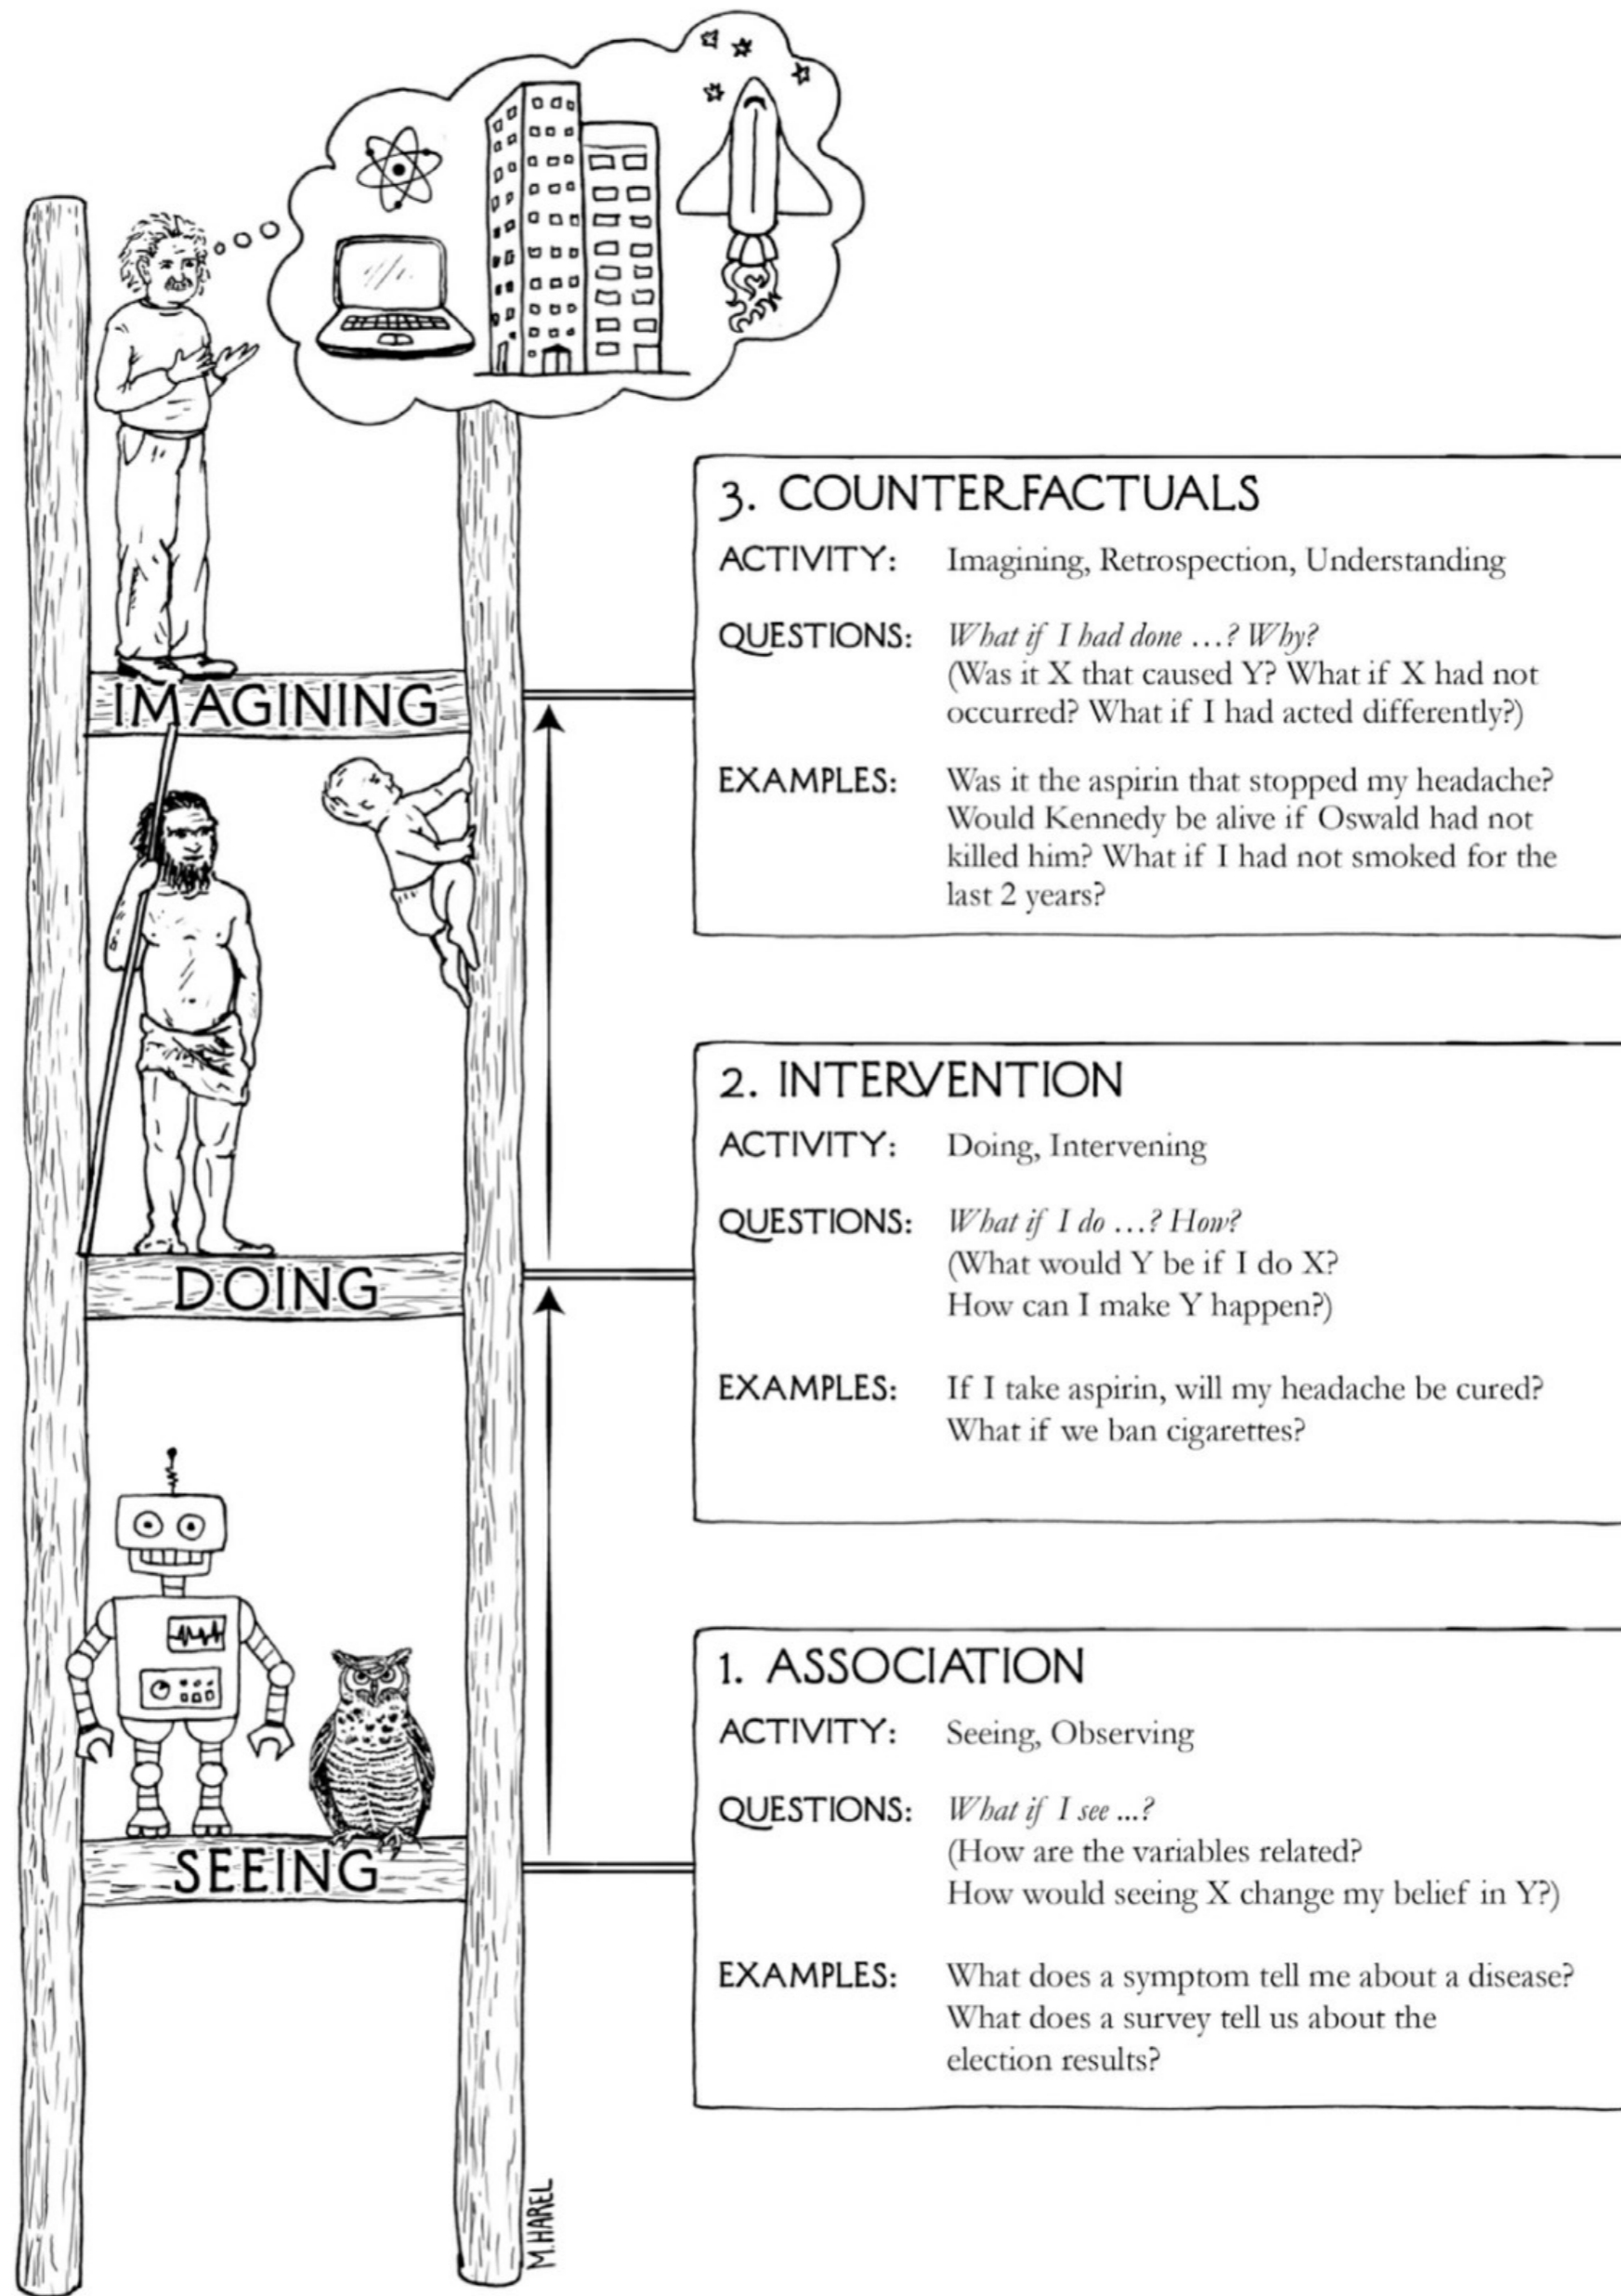 3. COUNTERFACTUALS
ACTIVITY: Imagining, Retrospection, Understanding
QUESTIONS: What if I had done ...? Why?
(Was it X that caused Y? What if X had not
occurred? What if I had acted differently?)
EXAMPLES: Was it the aspirin that stopped my headache?
Would Kennedy be alive if Oswald had not
killed him? What if I had not smoked for the
last 2 years?
IMAGINING
2. INTERVENTION
ACTIVITY: Doing, Intervening
QUESTIONS: What if I do ...? How?
(What would Y be if I do X?
How can I make Y happen?)
EXAMPLES: If I take aspirin, will my headache be cured?
What if we ban cigarettes?
DOING
1. ASSOCIATION
ACTIVITY: Seeing, Observing
QUESTIONS: What if I see ...?
(How are the variables related?
How would seeing X change my belief in Y?)
EXAMPLES: What does a symptom tell me about a disease?
What does a survey tell us about the
election results?
SEEING
M.HAREL